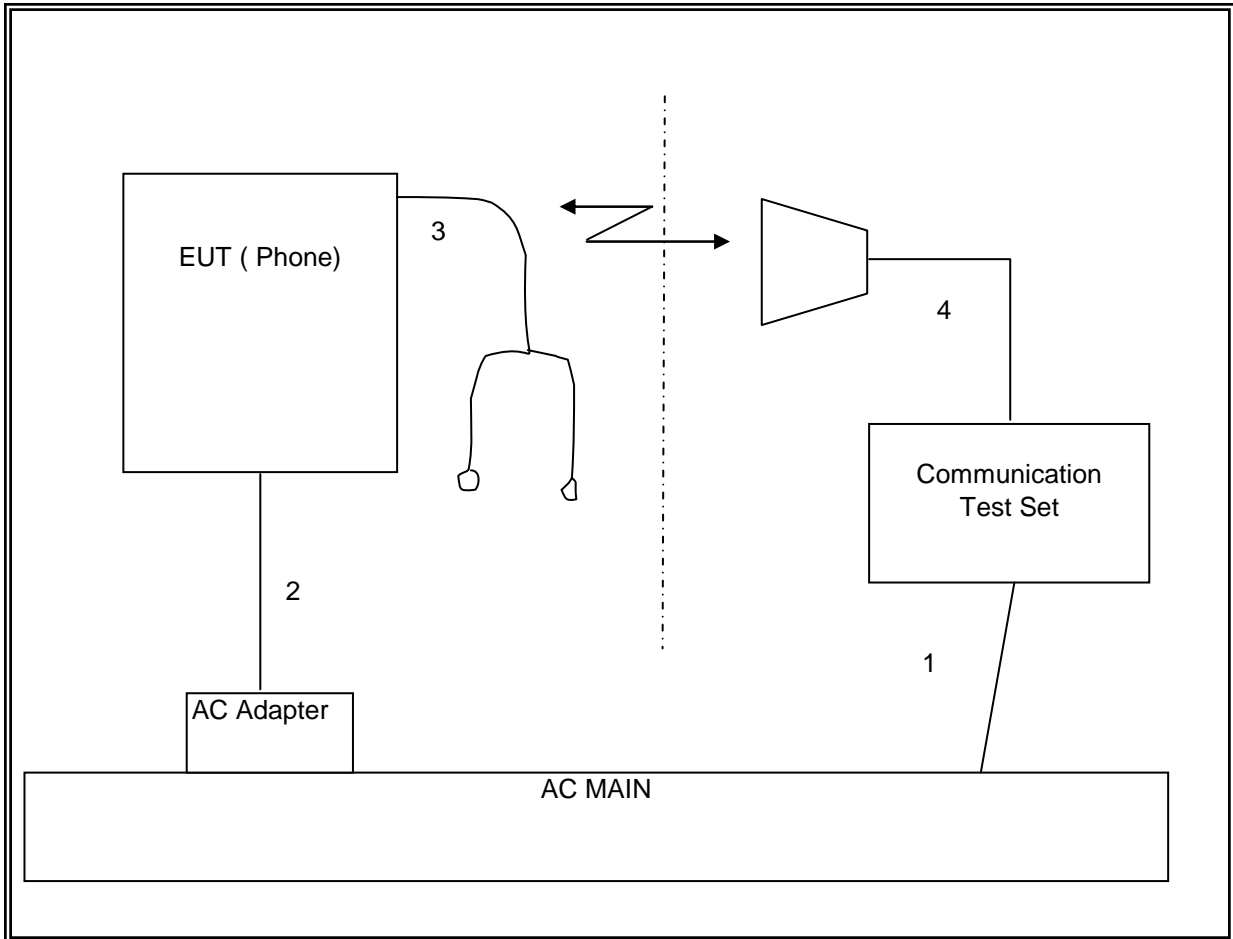 3
EUT ( Phone)
4
Communication
Test Set
2
1
AC Adapter
AC MAIN